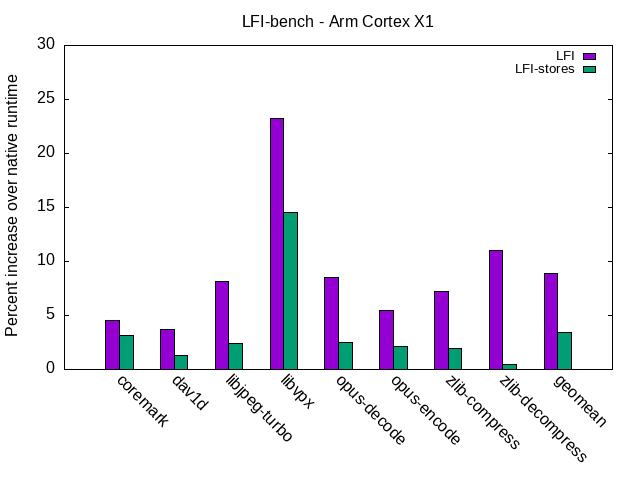 LFI-bench - Arm Cortex X1
30
25
20
15
10
5
0
Percent increase over native runtime
LFI
LFI-stores
coremark
dav1d
libjpeg-turbo
libvpx
opus-decode
opus-encode
zlib-compress
zlib-decompress
geomean